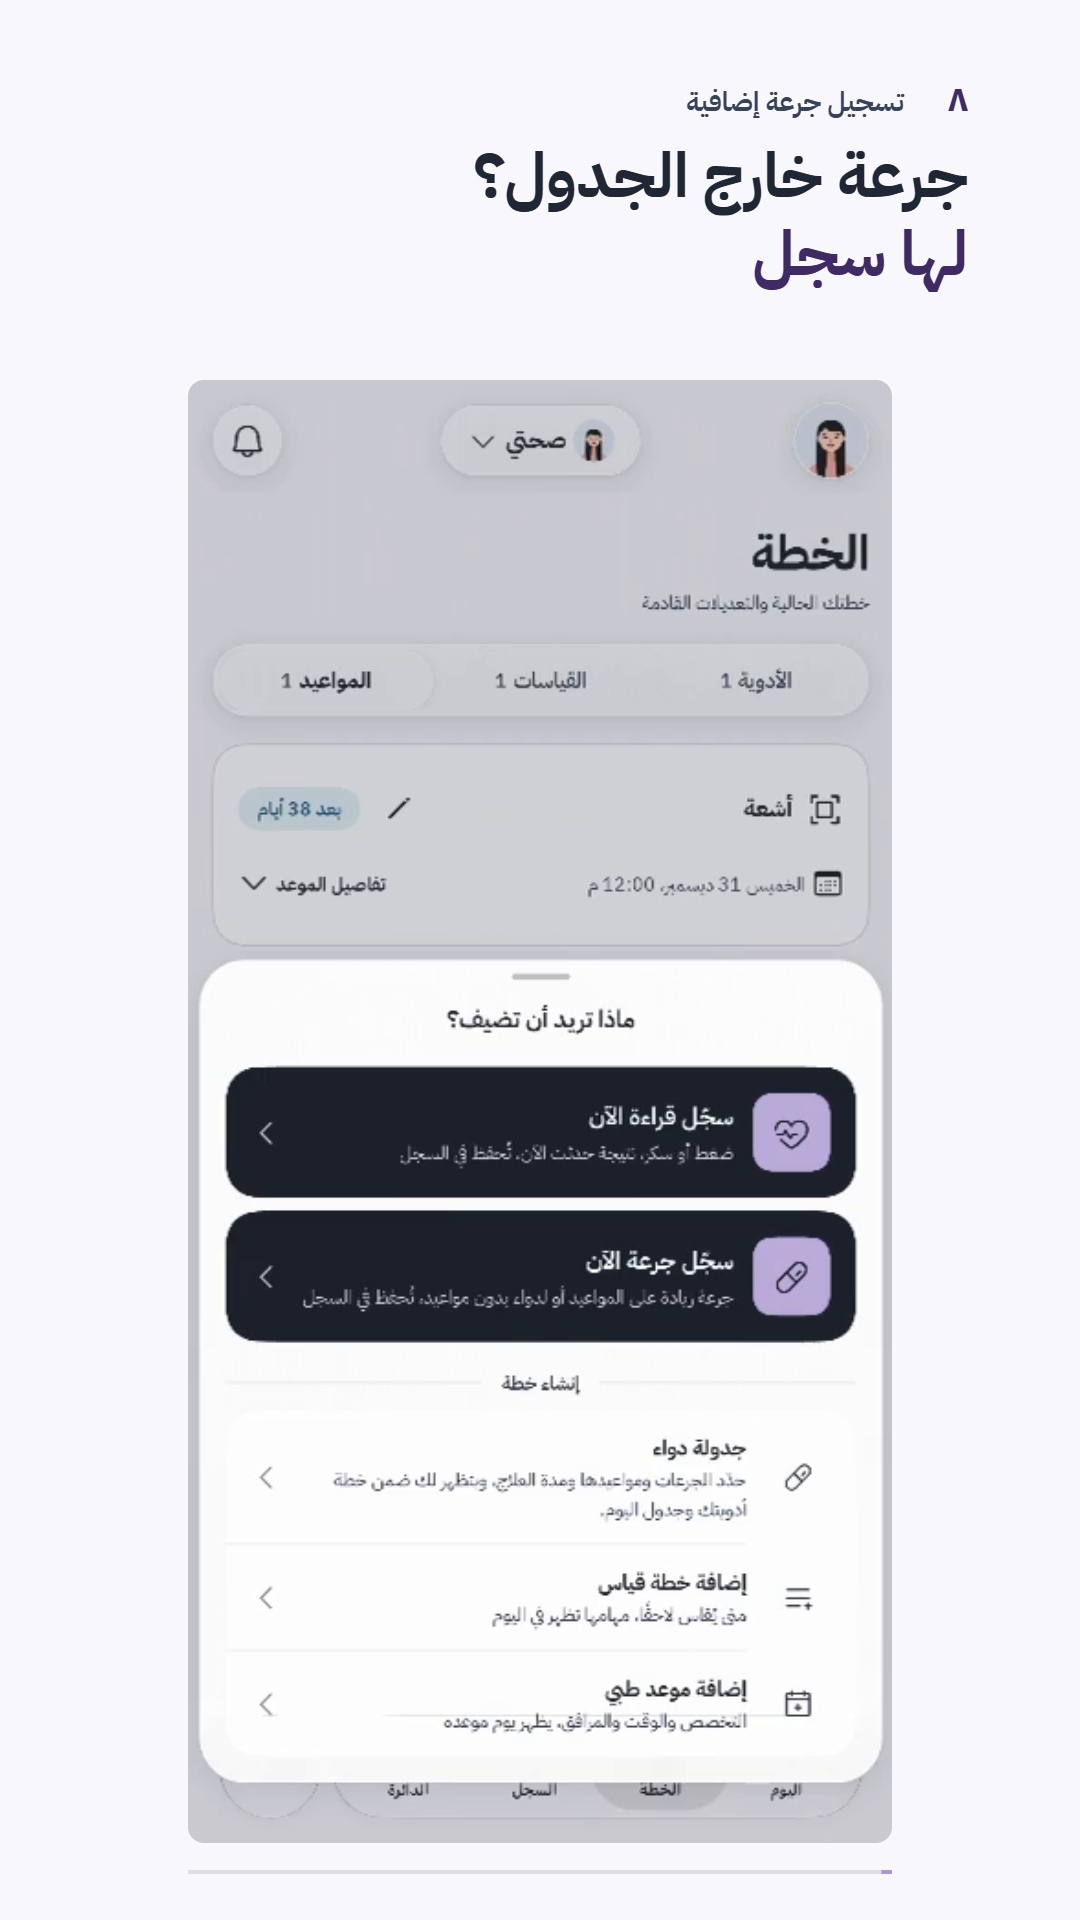 ٨ تسجيل جرعة إضافية
جرعة خارج الجدول؟
لها سجل
صحتي
الخطة
خطتك الحالية والتعديلات القادمة
الأدوية 1
القياسات 1
المواعيد 1
أشعة
بعد 38 أيام
الخميس 31 ديسمبر، 12:00 م
تفاصيل الموعد
ماذا تريد أن تضيف؟
سجّل قراءة الآن
ضغط أو سكر، نتيجة حدثت الآن، تُحفظ في السجل
سجّل جرعة الآن
جرعة زيادة على المواعيد أو لدواء بدون مواعيد، تُحفظ في السجل
إنشاء خطة
جدولة دواء
حدّد الجرعات ومواعيدها ومدة العلاج، وبتظهر لك ضمن خطة
أدويتك وجدول اليوم.
إضافة خطة قياس
متى يُقاس لاحقًا، مهامها تظهر في اليوم
إضافة موعد طبي
التخصص والوقت والمرافق، يظهر يوم موعده
اليوم
الخطة
السجل
الدائرة